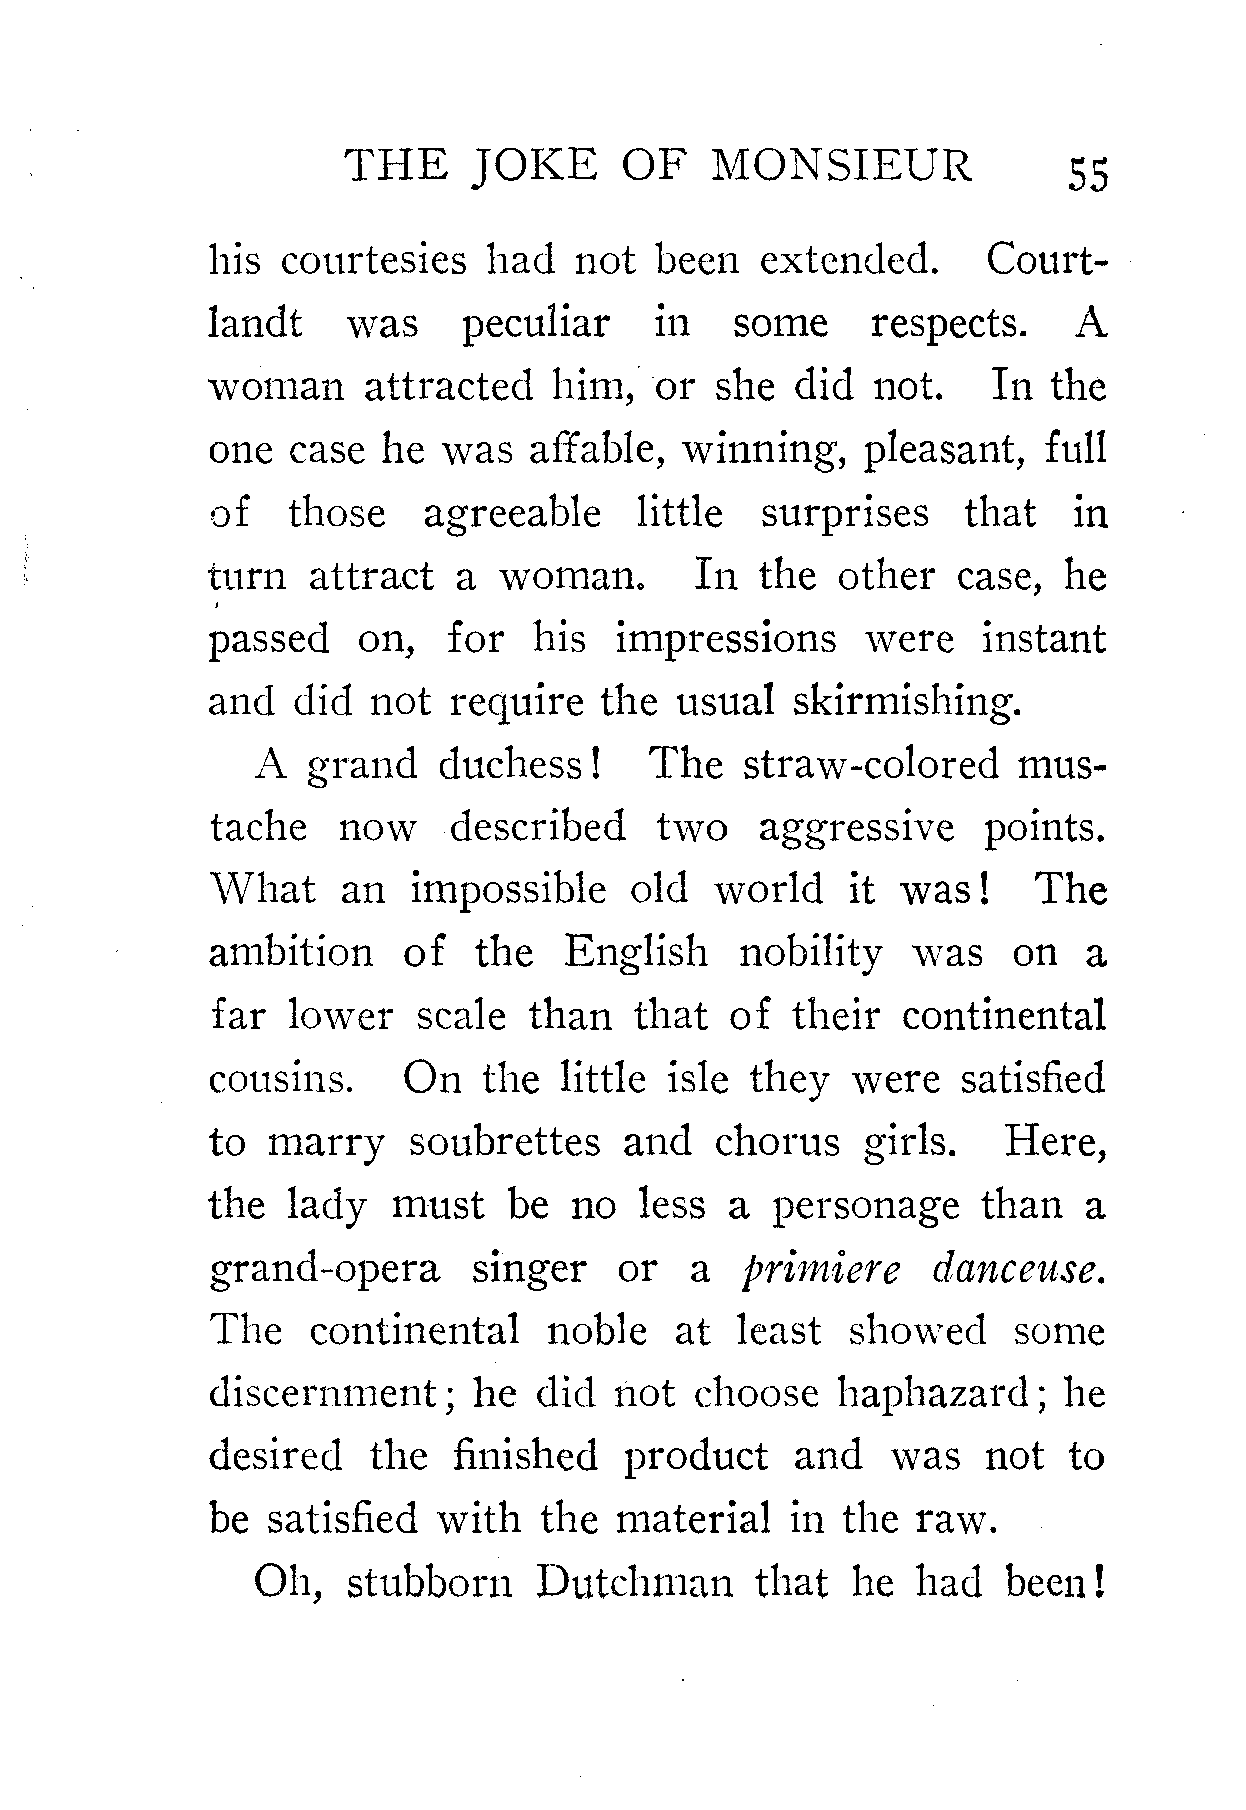 THE JOKE OF MONSIEUR 55
his courtesies had not been extended. Court-
landt was peculiar in some respects. A
woman attracted him, or she did not. In the
one case he was affable, winning, pleasant, full
of those agreeable little surprises that in
turn attract a woman. In the other case, he
passed on, for his impressions were instant
and did not require the usual skirmishing.
A grand duchess! The straw-colored mus-
tache now described two aggressive points.
What an impossible old world it was! The
ambition of the English nobility was on a
far lower scale than that of their continental
cousins. On the little isle they were satisfied
to marry soubrettes and chorus girls. Here,
the lady must be no less a personage than a
grand-opera singer or a primiere danceuse.
The continental noble at least showed some
discernment; he did not choose haphazard; he
desired the finished product and was not to
be satisfied with the material in the raw.
Oh, stubborn Dutchman that he had been!